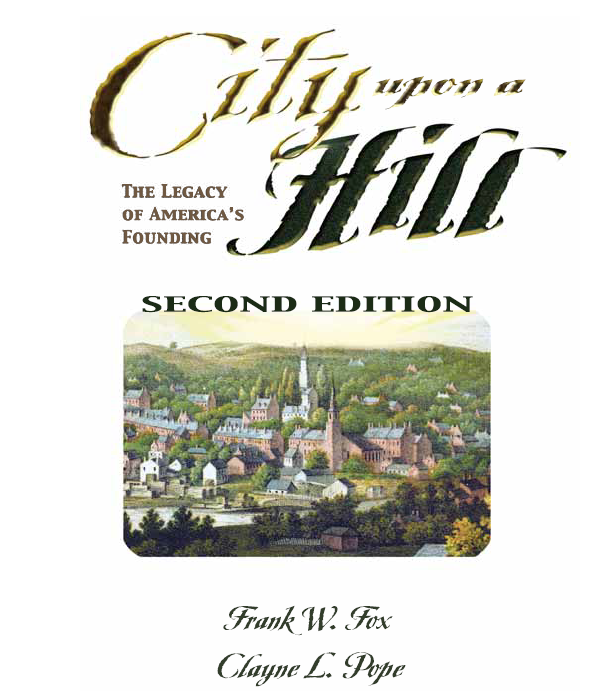 City upon a
Hill
The Legacy
of America's
Founding
SECOND EDITION
Frank W. Fox
Clayne L. Pope